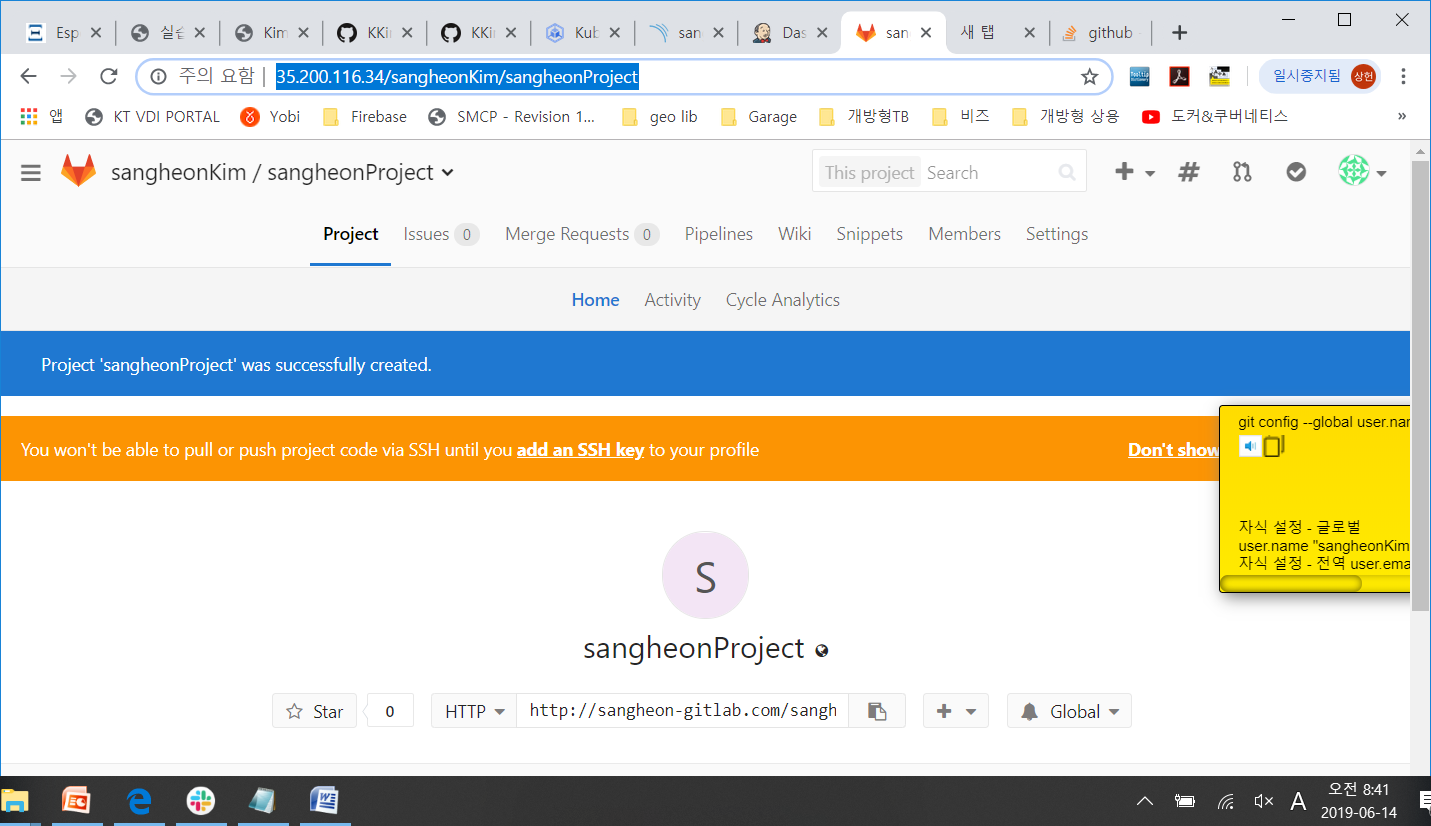 Esp
실습
Kim
KKi
KKi
Kub
san
Das
san
새 탭
github
주의 요함 | 35.200.116.34/sangheonKim/sangheonProject
일시중지됨 상헌
앱 KT VDI PORTAL Yobi Firebase SMCP - Revision 1... geo lib Garage 개방형TB 비즈 개방형 상용 도커&쿠버네티스 »
sangheonKim / sangheonProject
This project Search
Project Issues 0 Merge Requests 0 Pipelines Wiki Snippets Members Settings
Home Activity Cycle Analytics
Project 'sangheonProject' was successfully created.
You won't be able to pull or push project code via SSH until you add an SSH key to your profile
Don't show
git config --global user.nar
자식 설정 - 글로벌
user.name "sangheonKim
자식 설정 - 전역 user.ema
S
sangheonProject
Star 0 HTTP http://sangheon-gitlab.com/sangh Global
A
오전 8:41
2019-06-14